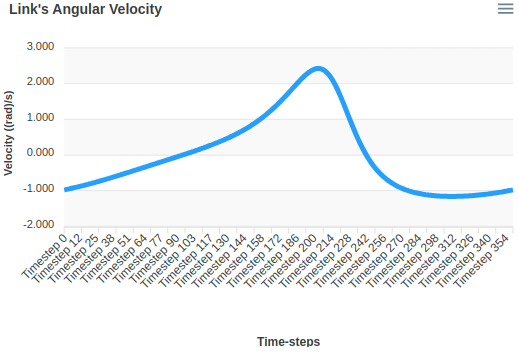 Link's Angular Velocity
3.000
2.000
1.000
0.000
-1.000
-2.000
Velocity ((rad)/s)
Timestep 0
Timestep 12
Timestep 25
Timestep 38
Timestep 51
Timestep 64
Timestep 77
Timestep 90
Timestep 103
Timestep 117
Timestep 130
Timestep 144
Timestep 158
Timestep 172
Timestep 186
Timestep 200
Timestep 214
Timestep 228
Timestep 242
Timestep 256
Timestep 270
Timestep 284
Timestep 298
Timestep 312
Timestep 326
Timestep 340
Timestep 354
Time-steps